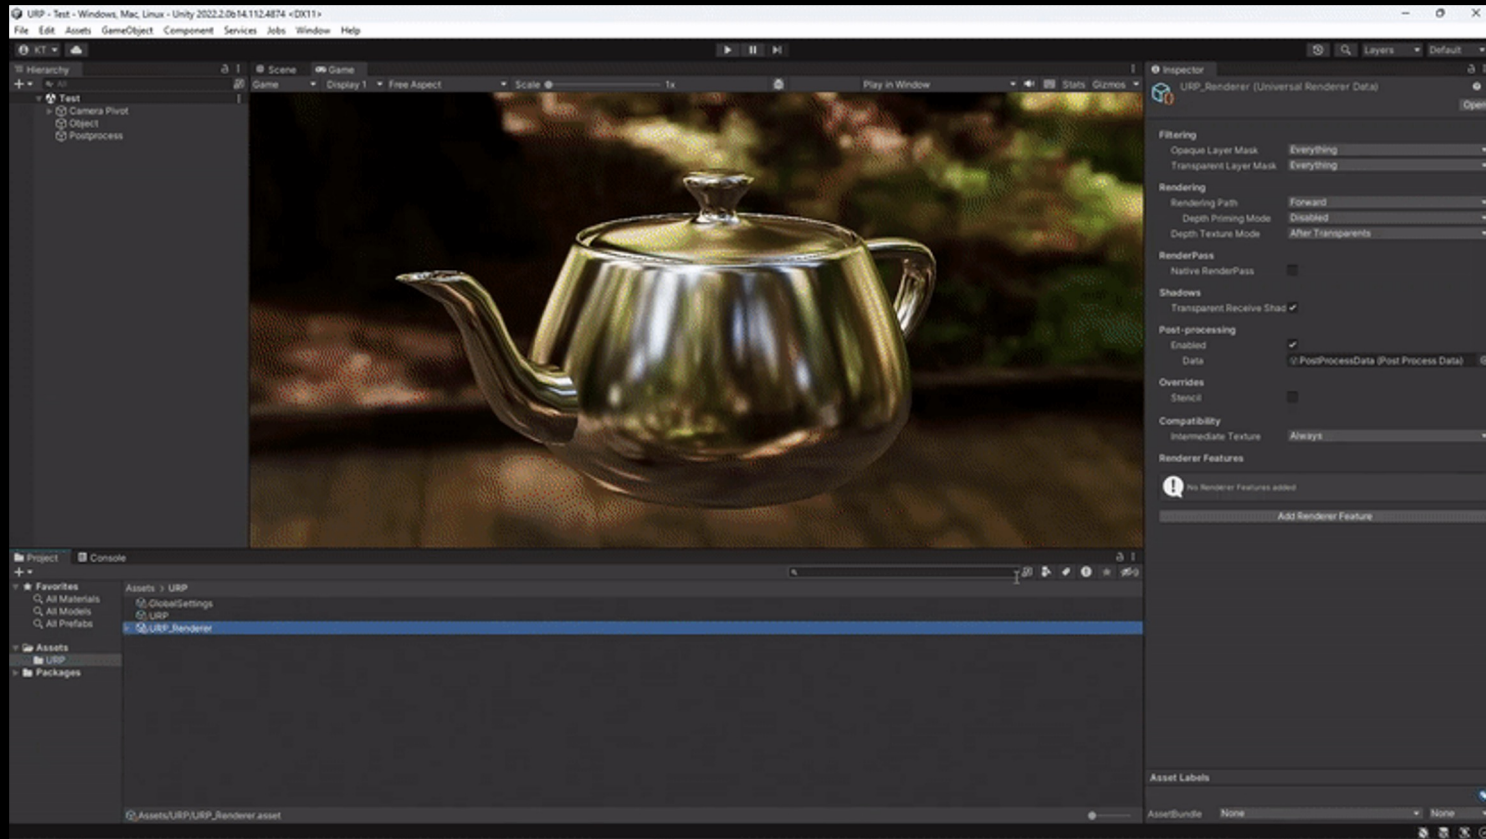 URP - Test - Windows, Mac, Linux - Unity 2022.2.0b14.112.4874 <DX11>
File Edit Assets GameObject Component Services Jobs Window Help
KT Layers Default
Hierarchy Scene Game Inspector
All Game Display 1 Free Aspect Scale 1x Play in Window Stats Gizmos
URP_Renderer (Universal Renderer Data)
Open
Test
Camera Pivot
Object
Postprocess
Filtering
Opaque Layer Mask Everything
Transparent Layer Mask Everything
Rendering
Rendering Path Forward
Depth Priming Mode Disabled
Depth Texture Mode After Transparents
RenderPass
Native RenderPass
Shadows
Transparent Receive Shad
Post-processing
Enabled
Data PostProcessData (Post Process Data)
Overrides
Stencil
Compatibility
Intermediate Texture Always
Renderer Features
No Renderer Features added
Add Renderer Feature
Project Console
Favorites
All Materials
All Models
All Prefabs
Assets
URP
Packages
Assets > URP
GlobalSettings
URP
URP_Renderer
Assets/URP/URP_Renderer.asset
Asset Labels
AssetBundle None None